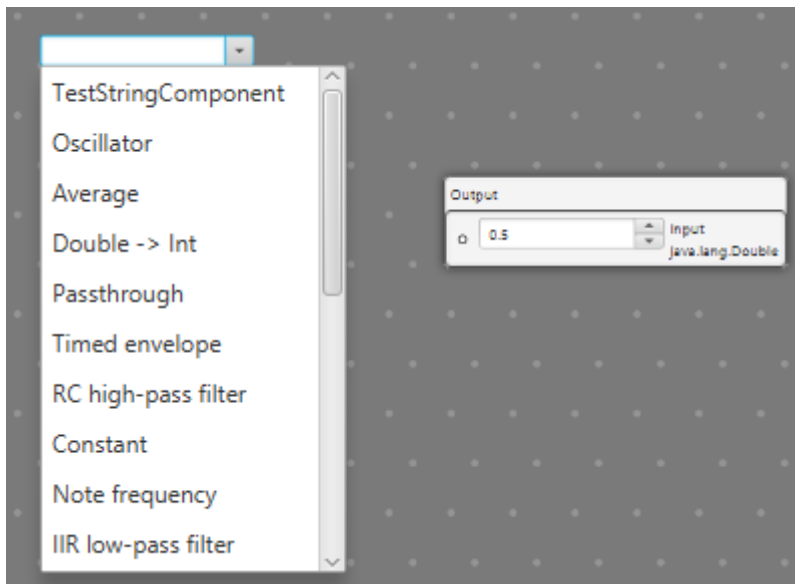 TestStringComponent
Oscillator
Average
Double -> Int
Passthrough
Timed envelope
RC high-pass filter
Constant
Note frequency
IIR low-pass filter
Output
0.5
Input
java.lang.Double